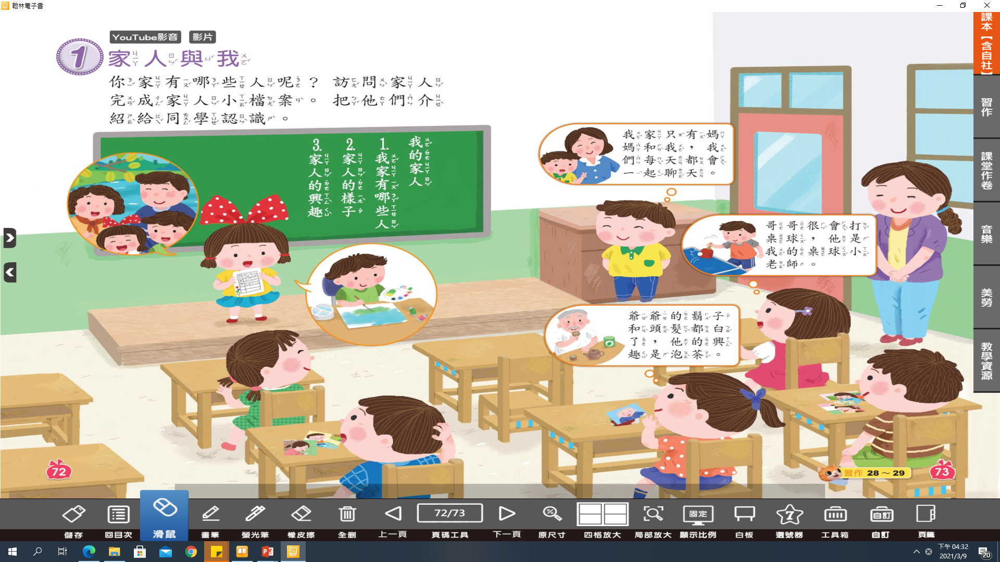 翰林電子書
YouTube影音 影片
1 家人與我
你家有哪些人呢？ 訪問家人
完成家人小檔案。 把他們介
紹給同學認識。
我的家人
1.我家有哪些人
2.家人的樣子
3.家人的興趣
我家只有媽
媽和我，我
們每天都會
一起聊天。
哥哥很會打
桌球，他是
我的桌球小
老師。
爺爺的鬍子
和頭髮都白
了，他的興
趣是泡茶。
72
習作 28～29
73
課本【含自社】
習作
課堂作卷
音樂
美勞
教學資源
72/73
固定
7
自訂
儲存
回目次
滑鼠
畫筆
螢光筆
橡皮擦
全刪
上一頁
頁碼工具
下一頁
原尺寸
四格放大
局部放大
顯示比例
白板
選號器
工具箱
自訂
頁籤
下午 04:32
2021/3/9
20